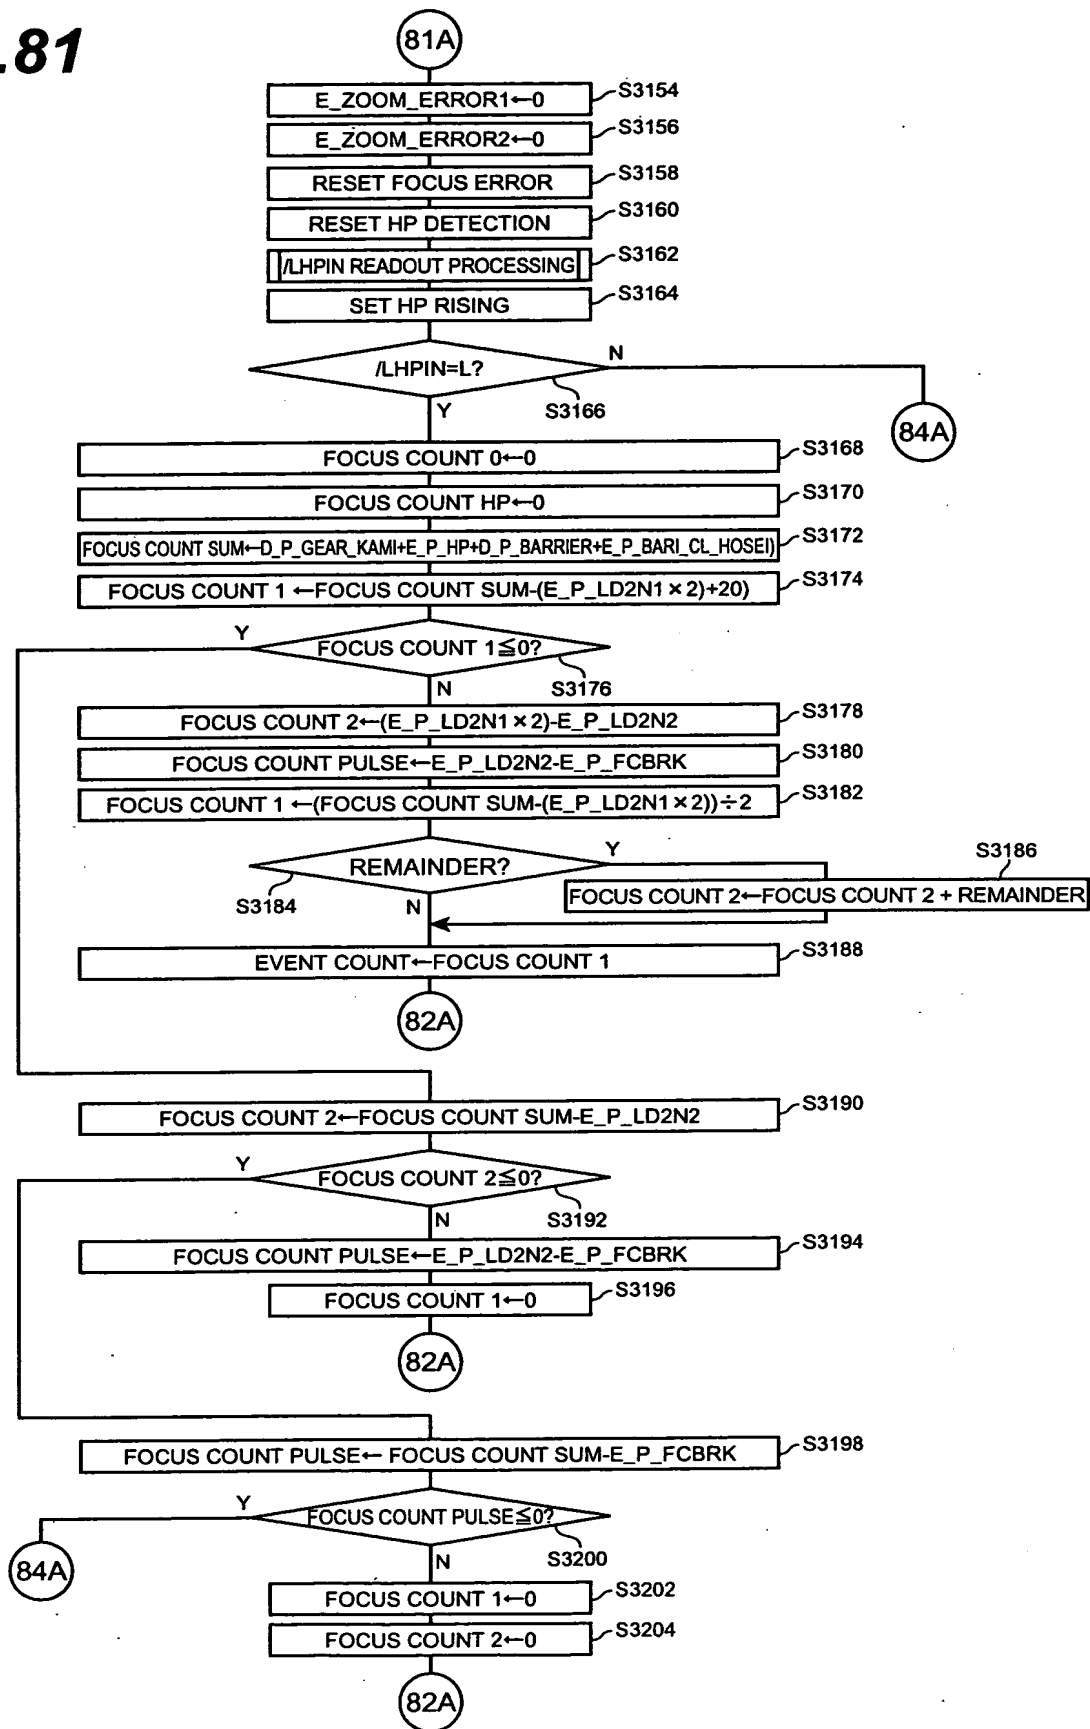 .81
81A
E_ZOOM_ERROR1←0 S3154
E_ZOOM_ERROR2←0 S3156
RESET FOCUS ERROR S3158
RESET HP DETECTION S3160
/LHPIN READOUT PROCESSING S3162
SET HP RISING S3164
/LHPIN=L? N
S3166
Y
84A
FOCUS COUNT 0←0 S3168
FOCUS COUNT HP←0 S3170
FOCUS COUNT SUM←D_P_GEAR_KAMI+E_P_HP+D_P_BARRIER+E_P_BARI_CL_HOSEI) S3172
FOCUS COUNT 1 ←FOCUS COUNT SUM-(E_P_LD2N1×2)+20) S3174
Y FOCUS COUNT 1≦0?
S3176
N
FOCUS COUNT 2←(E_P_LD2N1×2)-E_P_LD2N2 S3178
FOCUS COUNT PULSE←E_P_LD2N2-E_P_FCBRK S3180
FOCUS COUNT 1 ←(FOCUS COUNT SUM-(E_P_LD2N1×2))÷2 S3182
REMAINDER? Y
S3184
N
S3186
FOCUS COUNT 2←FOCUS COUNT 2 + REMAINDER
EVENT COUNT←FOCUS COUNT 1 S3188
82A
FOCUS COUNT 2←FOCUS COUNT SUM-E_P_LD2N2 S3190
Y FOCUS COUNT 2≦0?
S3192
N
FOCUS COUNT PULSE←E_P_LD2N2-E_P_FCBRK S3194
FOCUS COUNT 1←0 S3196
82A
FOCUS COUNT PULSE← FOCUS COUNT SUM-E_P_FCBRK S3198
Y FOCUS COUNT PULSE≦0?
S3200
N
84A
FOCUS COUNT 1←0 S3202
FOCUS COUNT 2←0 S3204
82A